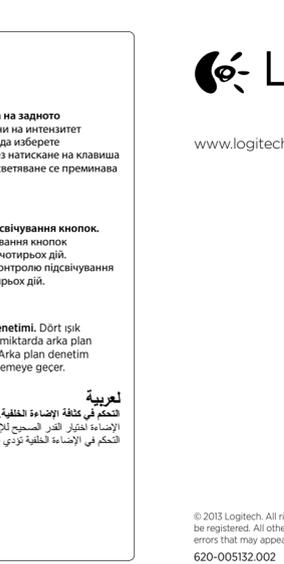 на задното
ни на интензитет
да изберете
з натискане на клавиша
светяване се преминава
свічування кнопок.
вання кнопок
чотирьох дій.
онтролю підсвічування
рьох дій.
enetimi. Dört ışık
miktarda arka plan
Arka plan denetim
emeye geçer.
لعربية
التحكم في كثافة الإضاءة الخلفية.
الإضاءة اختيار القدر الصحيح للإ
التحكم في الإضاءة الخلفية تؤدي
L
www.logitech
© 2013 Logitech. All ri
be registered. All othe
errors that may appea
620-005132.002